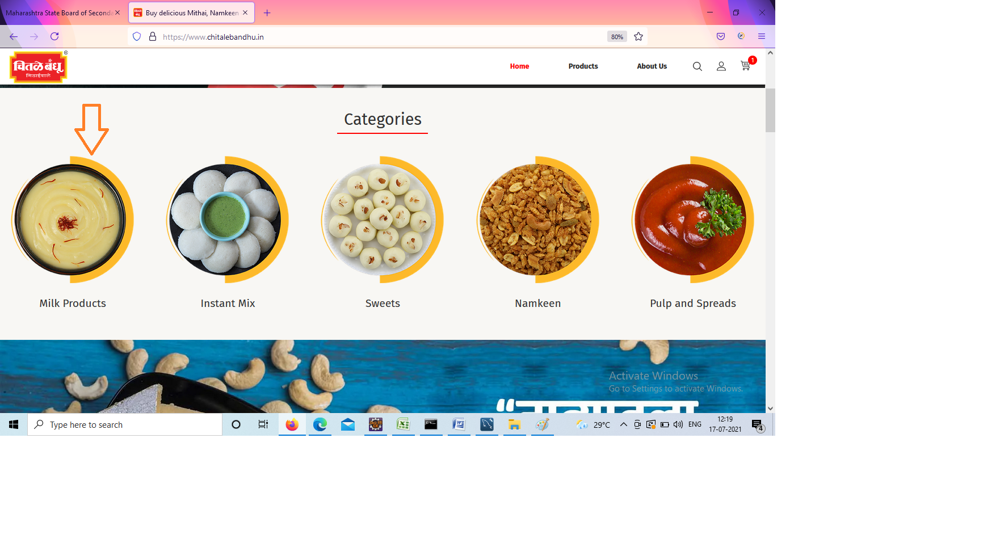 Maharashtra State Board of Seconda
Buy delicious Mithai, Namkeen
https://www.chitalebandhu.in
80%
चितळे बंधू
®
मिठाईवाले
Home
Products
About Us
1
Categories
Milk Products
Instant Mix
Sweets
Namkeen
Pulp and Spreads
Activate Windows
Go to Settings to activate Windows.
Type here to search
29°C
ENG
12:19
17-07-2021
4